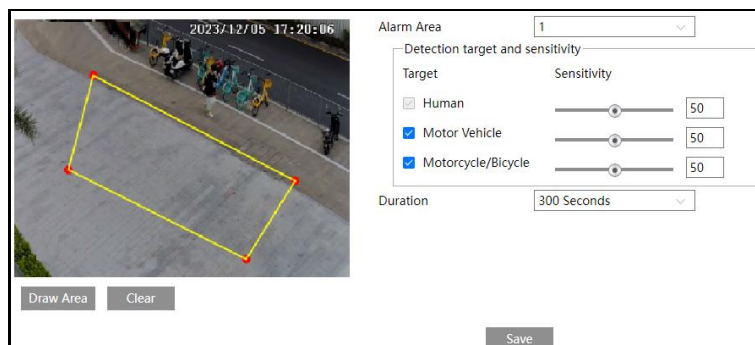 2023/12/05 17:20:06
Alarm Area 1
Detection target and sensitivity
Target Sensitivity
Human 50
Motor Vehicle 50
Motorcycle/Bicycle 50
Duration 300 Seconds
Draw Area Clear
Save